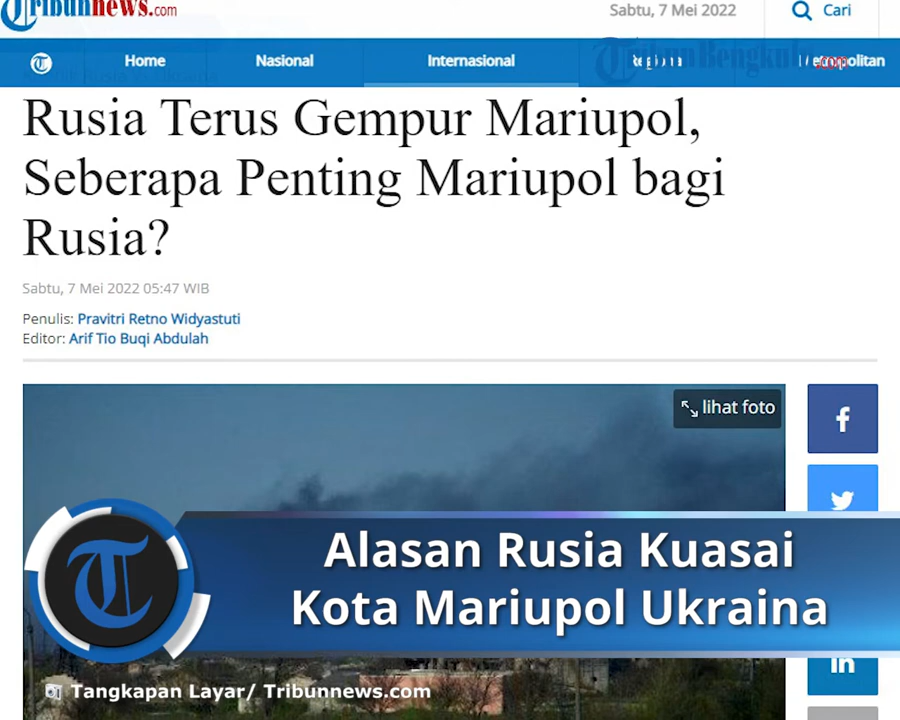 Tribunnews.com
Sabtu, 7 Mei 2022
Cari
Home
Nasional
Internasional
Regional
Metropolitan
TribunBengkulu.com
Rusia Terus Gempur Mariupol,
Seberapa Penting Mariupol bagi
Rusia?
Sabtu, 7 Mei 2022 05:47 WIB
Penulis: Pravitri Retno Widyastuti
Editor: Arif Tio Buqi Abdulah
lihat foto
Alasan Rusia Kuasai
Kota Mariupol Ukraina
Tangkapan Layar/ Tribunnews.com